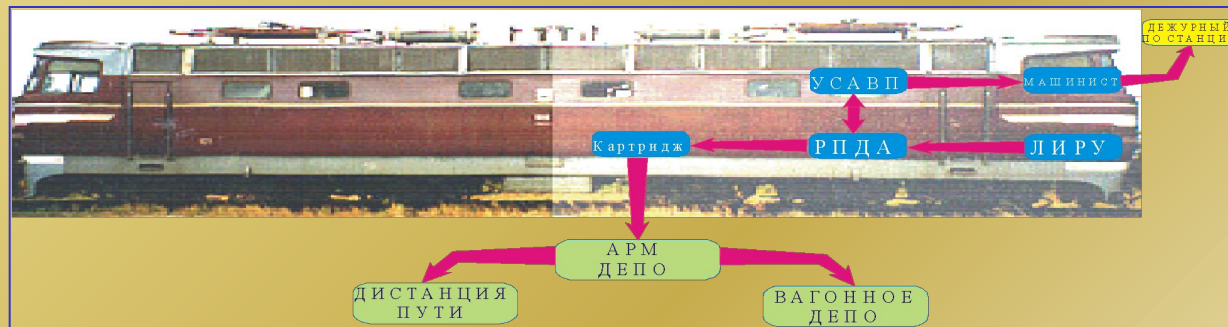 ДЕЖУРНЫЙ
ПО СТАНЦИ
УСАВП
МАШИНИСТ
Картридж
РПДА
ЛИРУ
АРМ
ДЕПО
ДИСТАНЦИЯ
ПУТИ
ВАГОННОЕ
ДЕПО